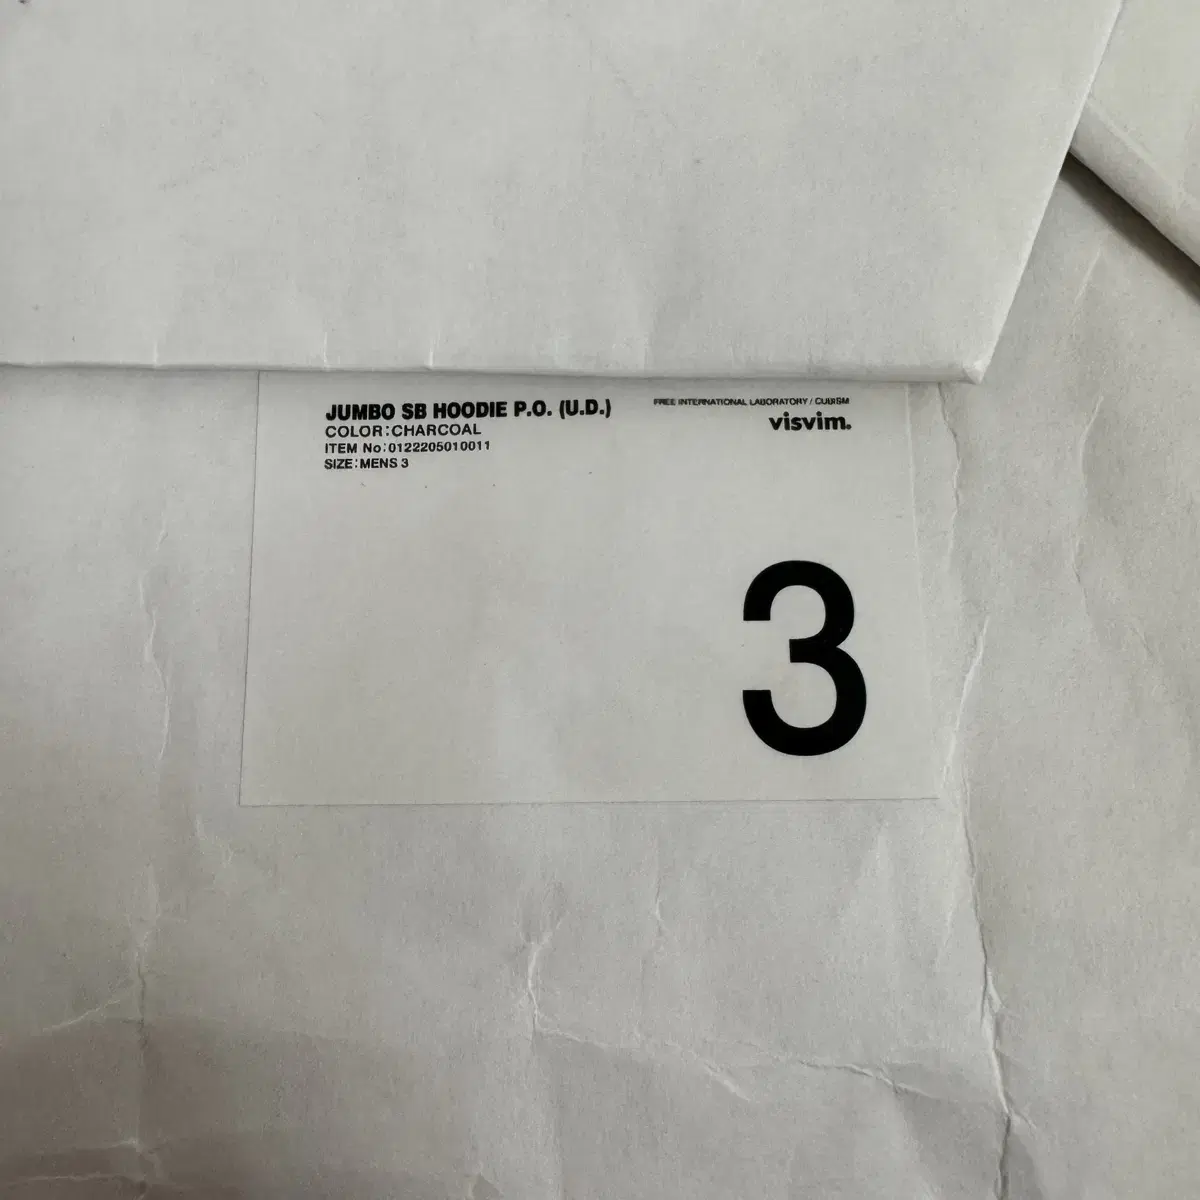 JUMBO SB HOODIE P.O. (U.D.)
COLOR:CHARCOAL
ITEM No:0122205010011
SIZE:MENS 3
FREE INTERNATIONAL LABORATORY / CUBISM
visvim.
3